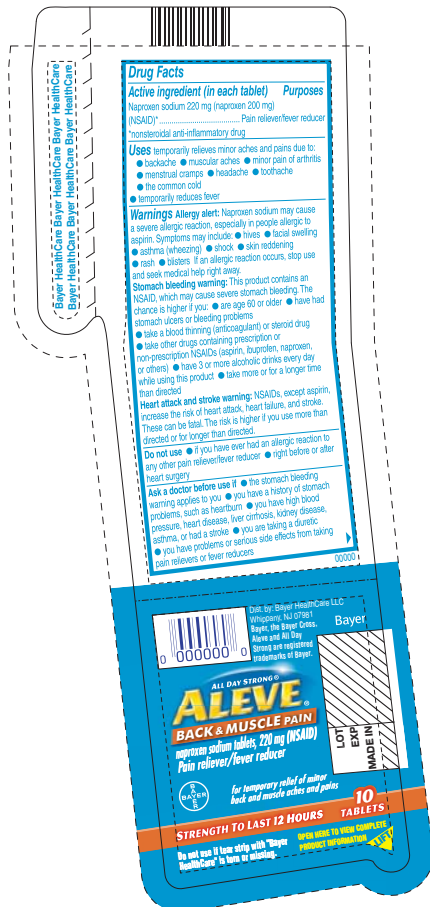 Bayer HealthCare Bayer HealthCare Bayer HealthCare Bayer HealthCare
Bayer HealthCare Bayer HealthCare Bayer HealthCare Bayer HealthCare
Drug Facts
Active ingredient (in each tablet) Purposes
Naproxen sodium 220 mg (naproxen 200 mg)
(NSAID)* .................................. Pain reliever/fever reducer
*nonsteroidal anti-inflammatory drug
Uses temporarily relieves minor aches and pains due to:
● backache ● muscular aches ● minor pain of arthritis
● menstrual cramps ● headache ● toothache
● the common cold
● temporarily reduces fever
Warnings Allergy alert: Naproxen sodium may cause
a severe allergic reaction, especially in people allergic to
aspirin. Symptoms may include: ● hives ● facial swelling
● asthma (wheezing) ● shock ● skin reddening
● rash ● blisters If an allergic reaction occurs, stop use
and seek medical help right away.
Stomach bleeding warning: This product contains an
NSAID, which may cause severe stomach bleeding. The
chance is higher if you: ● are age 60 or older ● have had
stomach ulcers or bleeding problems
● take a blood thinning (anticoagulant) or steroid drug
● take other drugs containing prescription or
non-prescription NSAIDs (aspirin, ibuprofen, naproxen,
or others) ● have 3 or more alcoholic drinks every day
while using this product ● take more or for a longer time
than directed
Heart attack and stroke warning: NSAIDs, except aspirin,
increase the risk of heart attack, heart failure, and stroke.
These can be fatal. The risk is higher if you use more than
directed or for longer than directed.
Do not use ● if you have ever had an allergic reaction to
any other pain reliever/fever reducer ● right before or after
heart surgery
Ask a doctor before use if ● the stomach bleeding
warning applies to you ● you have a history of stomach
problems, such as heartburn ● you have high blood
pressure, heart disease, liver cirrhosis, kidney disease,
asthma, or had a stroke ● you are taking a diuretic
● you have problems or serious side effects from taking
pain relievers or fever reducers
00000
0 000000 0
Dist. by: Bayer HealthCare LLC
Whippany, NJ 07981
Bayer, the Bayer Cross,
Aleve and All Day
Strong are registered
trademarks of Bayer.
Bayer
LOT
EXP
MADE IN
ALL DAY STRONG®
ALEVE®
BACK & MUSCLE PAIN
naproxen sodium tablets, 220 mg (NSAID)
Pain reliever/fever reducer
BAYER
BAYER
for temporary relief of minor
back and muscle aches and pains
STRENGTH TO LAST 12 HOURS
10
TABLETS
Do not use if tear strip with "Bayer
HealthCare" is torn or missing.
OPEN HERE TO VIEW COMPLETE
PRODUCT INFORMATION
LIFT